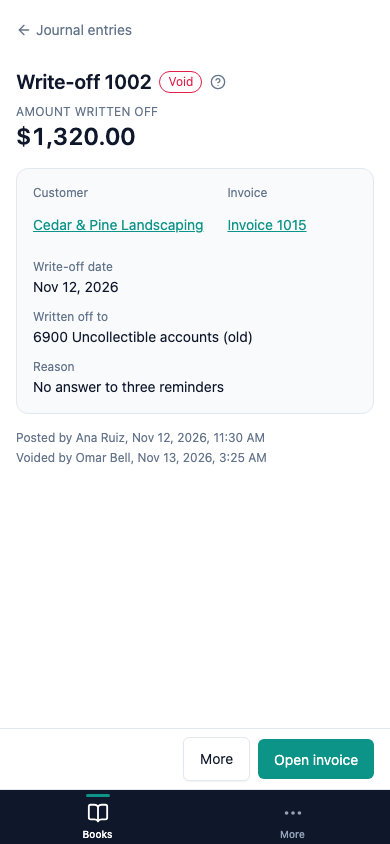 Journal entries
Write-off 1002 Void
AMOUNT WRITTEN OFF
$1,320.00
Customer Invoice
Cedar & Pine Landscaping Invoice 1015
Write-off date
Nov 12, 2026
Written off to
6900 Uncollectible accounts (old)
Reason
No answer to three reminders
Posted by Ana Ruiz, Nov 12, 2026, 11:30 AM
Voided by Omar Bell, Nov 13, 2026, 3:25 AM
More Open invoice
Books More